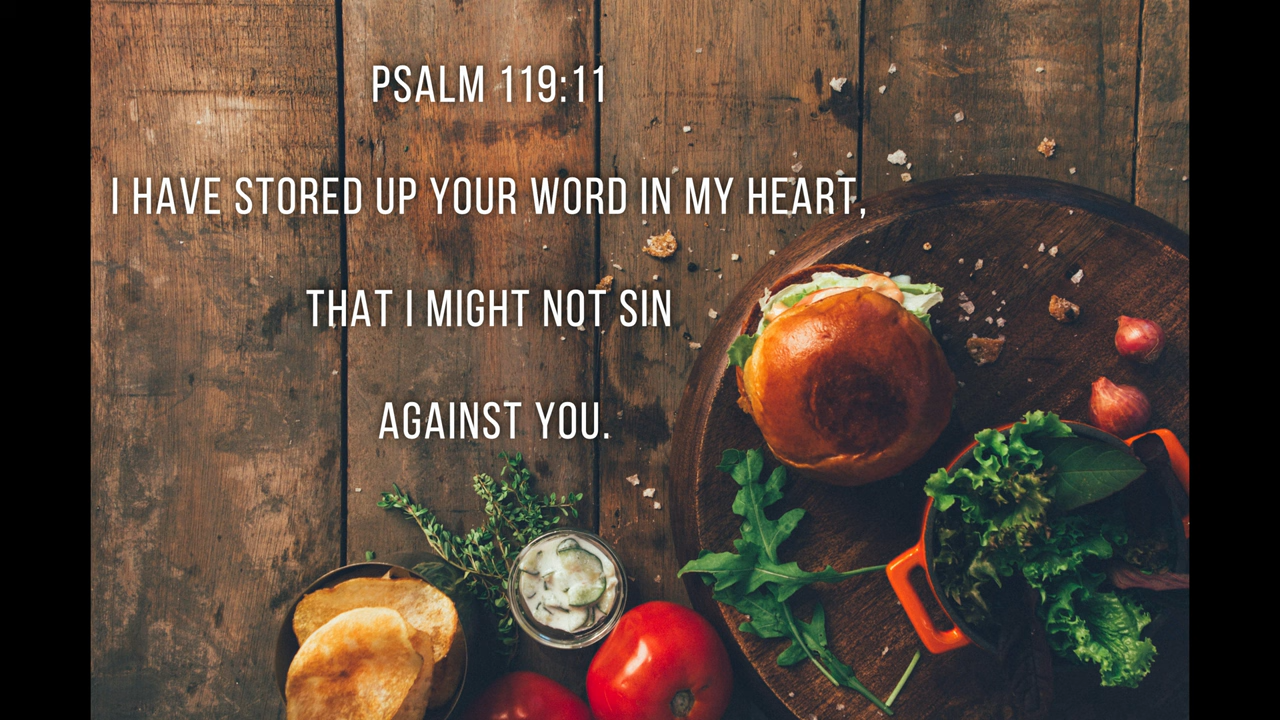 PSALM 119:11
I HAVE STORED UP YOUR WORD IN MY HEART,
THAT I MIGHT NOT SIN
AGAINST YOU.